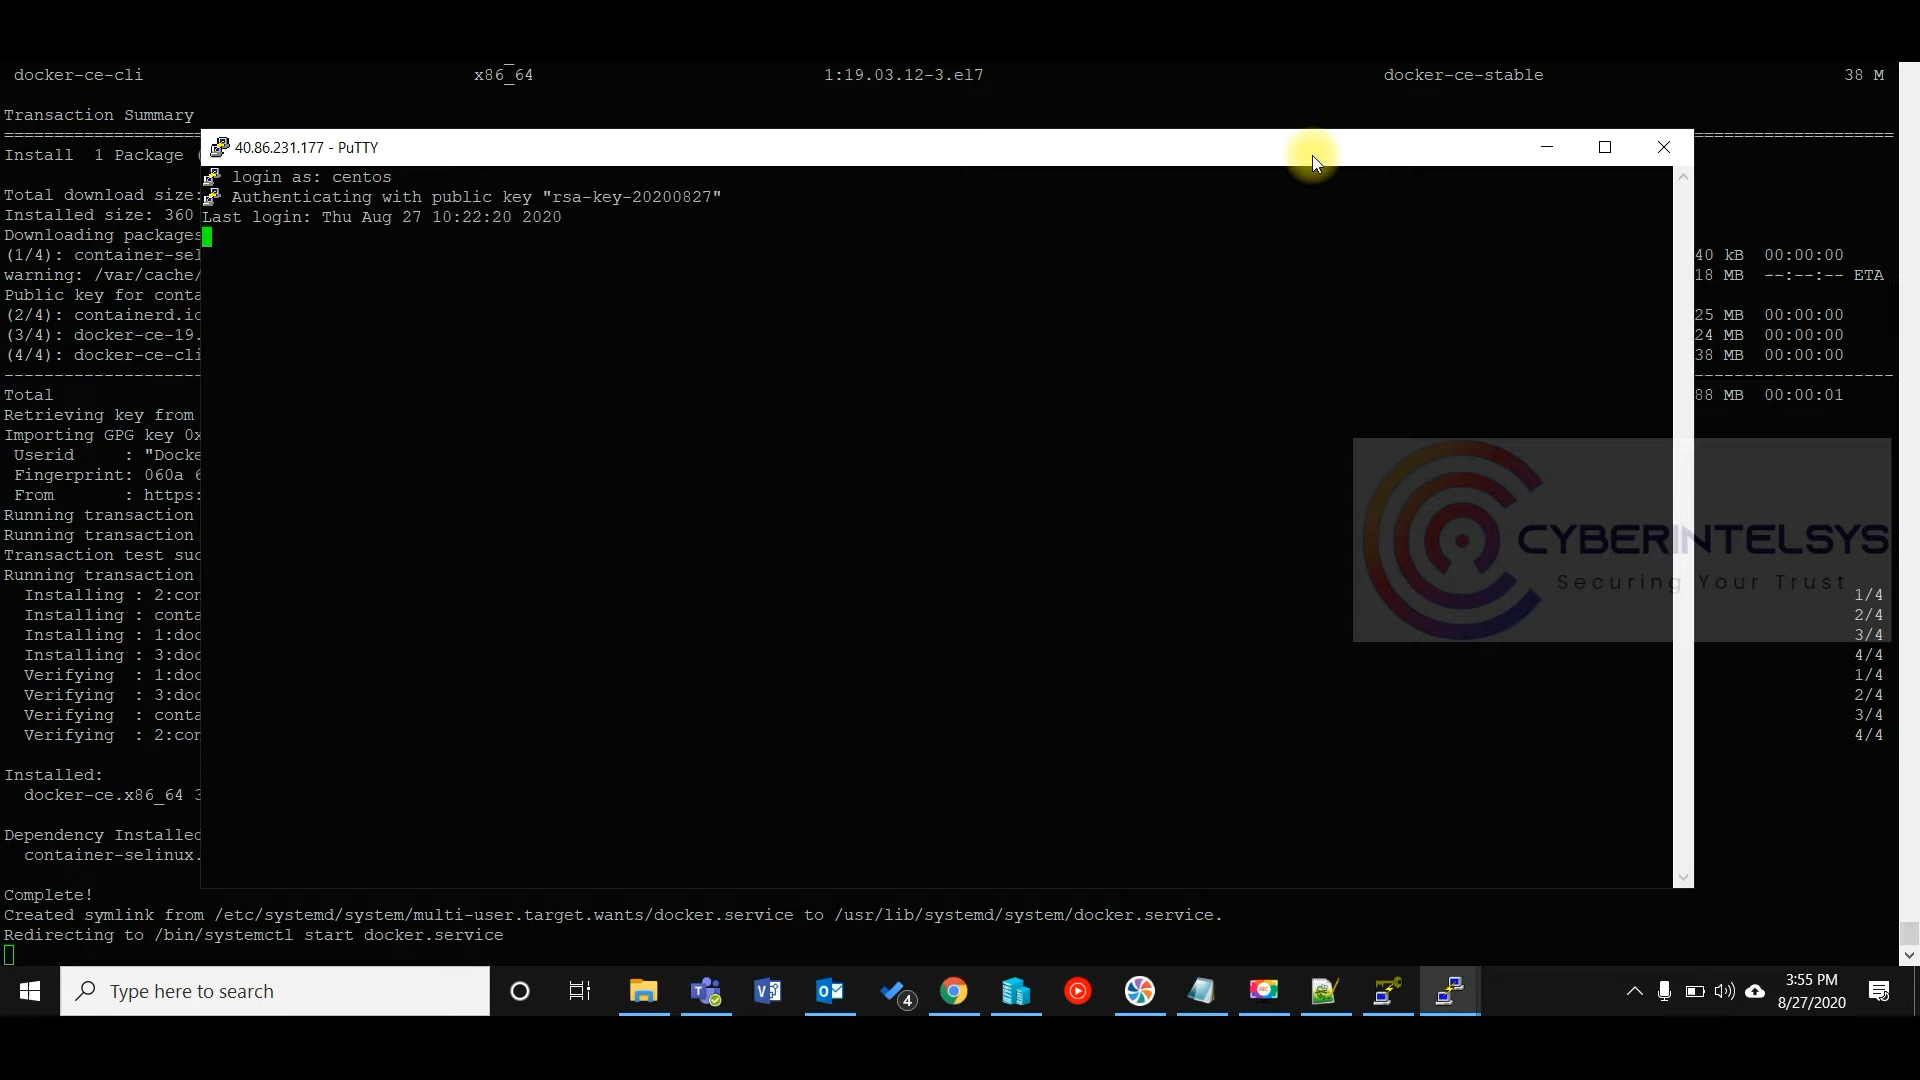 docker-ce-cli x86_64 1:19.03.12-3.el7 docker-ce-stable 38 M
Transaction Summary
Install 1 Package (
40.86.231.177 - PuTTY
login as: centos
Authenticating with public key "rsa-key-20200827"
Last login: Thu Aug 27 10:22:20 2020
Total download size:
Installed size: 360
Downloading packages
(1/4): container-sel 40 kB 00:00:00
warning: /var/cache/ 18 MB --:--:-- ETA
Public key for conta
(2/4): containerd.io 25 MB 00:00:00
(3/4): docker-ce-19. 24 MB 00:00:00
(4/4): docker-ce-cli 38 MB 00:00:00
Total 88 MB 00:00:01
Retrieving key from
Importing GPG key 0x
Userid : "Docke
Fingerprint: 060a 6
From : https:
Running transaction
Running transaction
Transaction test suc
Running transaction
Installing : 2:con 1/4
Installing : conta 2/4
Installing : 1:doc 3/4
Installing : 3:doc 4/4
Verifying : 1:doc 1/4
Verifying : 3:doc 2/4
Verifying : conta 3/4
Verifying : 2:con 4/4
CYBERINTELSYS
Securing Your Trust
Installed:
docker-ce.x86_64 3
Dependency Installed
container-selinux.
Complete!
Created symlink from /etc/systemd/system/multi-user.target.wants/docker.service to /usr/lib/systemd/system/docker.service.
Redirecting to /bin/systemctl start docker.service
Type here to search
4
3:55 PM
8/27/2020